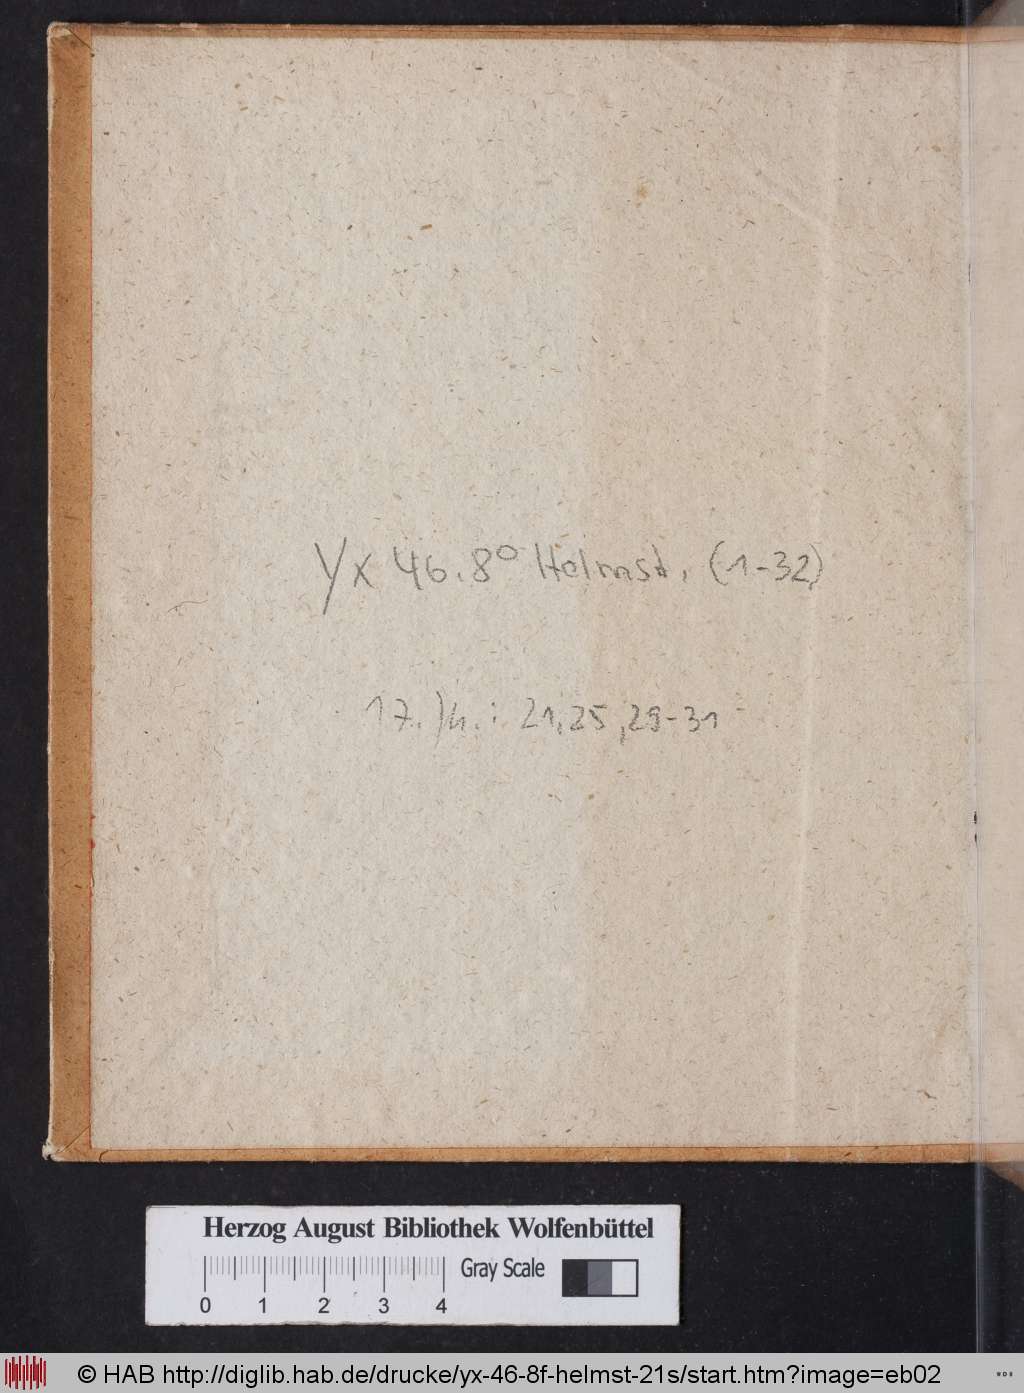 Yx 46.8° Helmst. (1-32)
17. Jh.: 21,25,29-31
Herzog August Bibliothek Wolfenbüttel
0 1 2 3 4 Gray Scale
© HAB http://diglib.hab.de/drucke/yx-46-8f-helmst-21s/start.htm?image=eb02